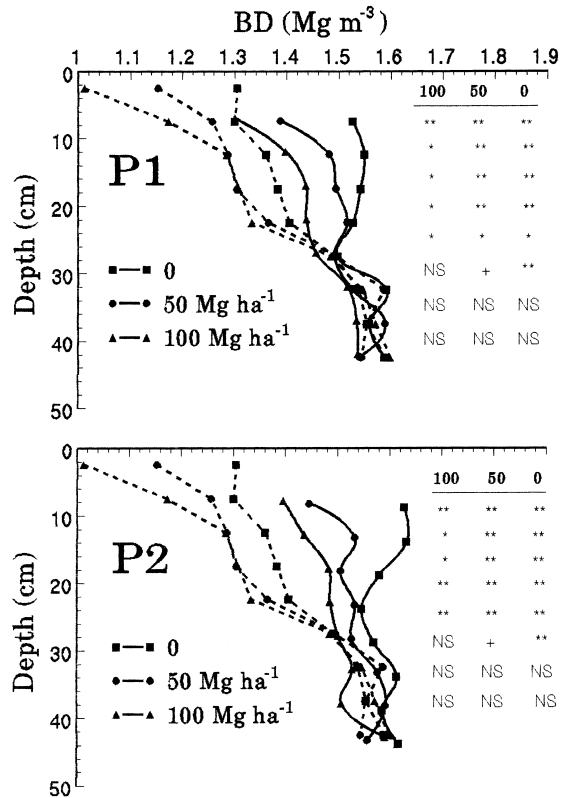 BD (Mg m⁻³)
1 1.1 1.2 1.3 1.4 1.5 1.6 1.7 1.8 1.9
0
10
20
30
40
50
Depth (cm)
P1
0
50 Mg ha⁻¹
100 Mg ha⁻¹
100 50 0
** ** **
* ** **
* ** **
* ** **
* * *
NS + **
NS NS NS
NS NS NS
0
10
20
30
40
50
Depth (cm)
P2
0
50 Mg ha⁻¹
100 Mg ha⁻¹
100 50 0
** ** **
* ** **
* ** **
** ** **
** ** **
NS + **
NS NS NS
NS NS NS